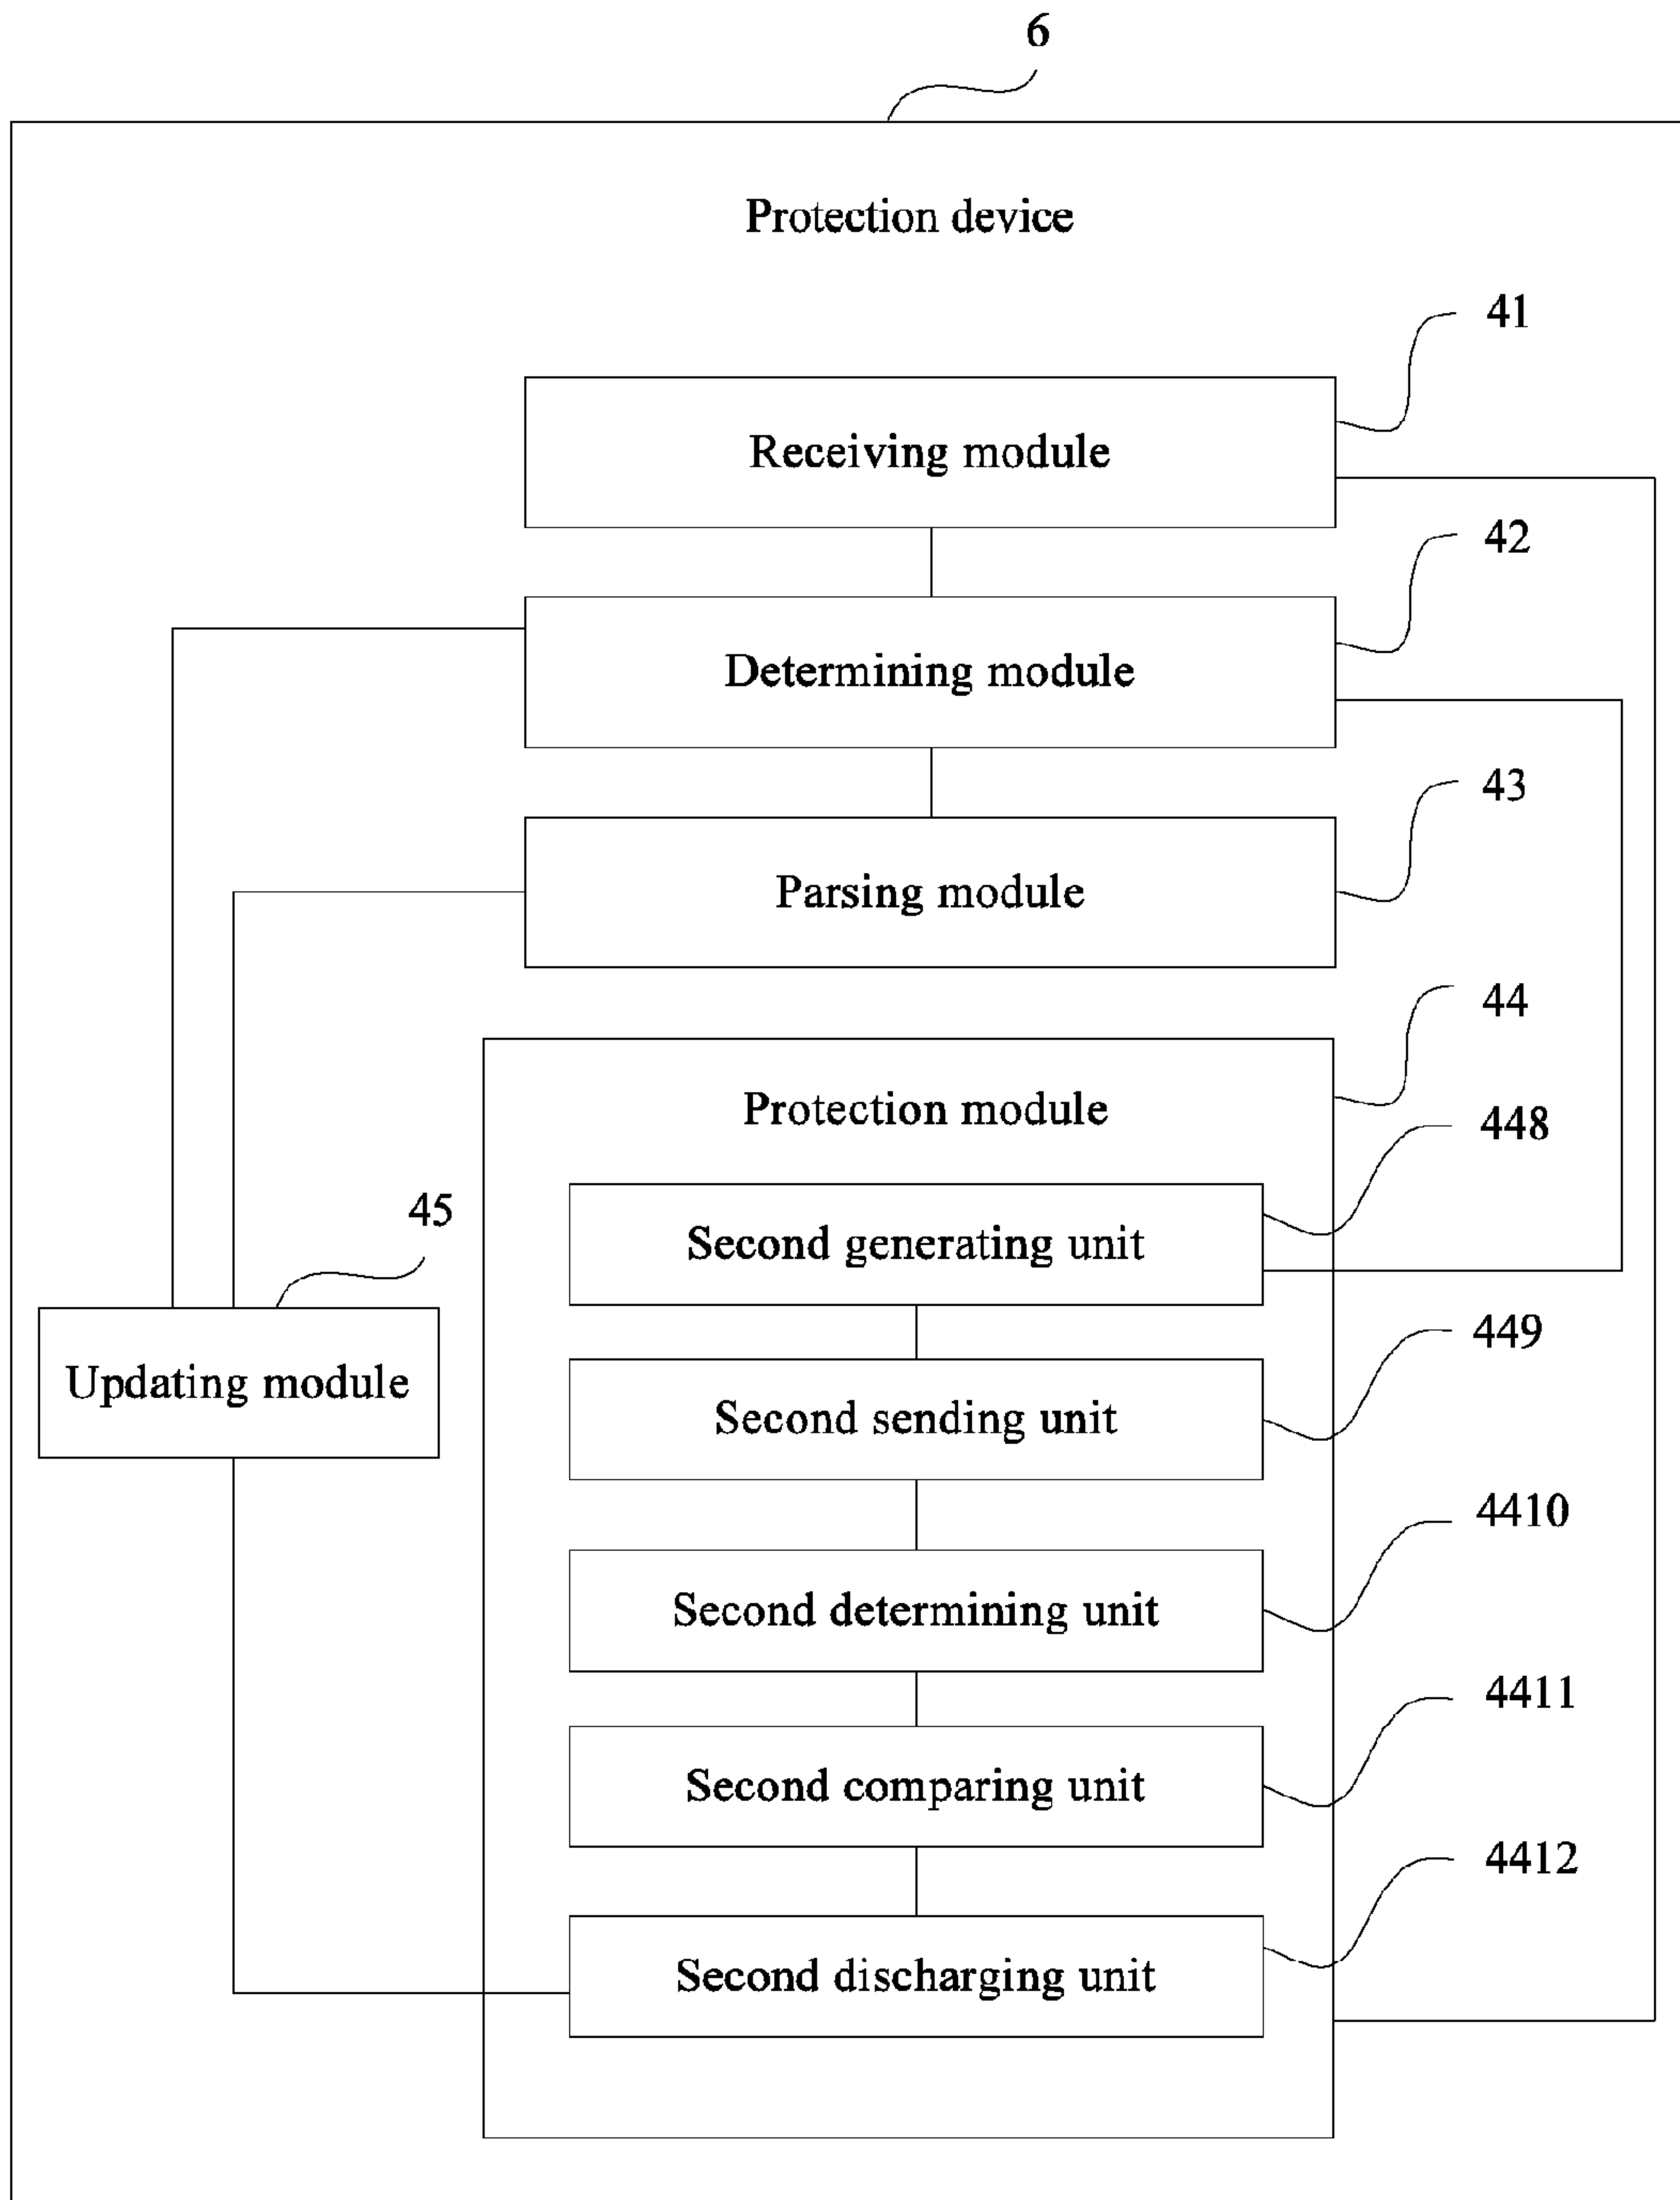 6
Protection device
41
Receiving module
42
Determining module
43
Parsing module
44
Protection module
448
Second generating unit
45
Updating module
449
Second sending unit
4410
Second determining unit
4411
Second comparing unit
4412
Second discharging unit